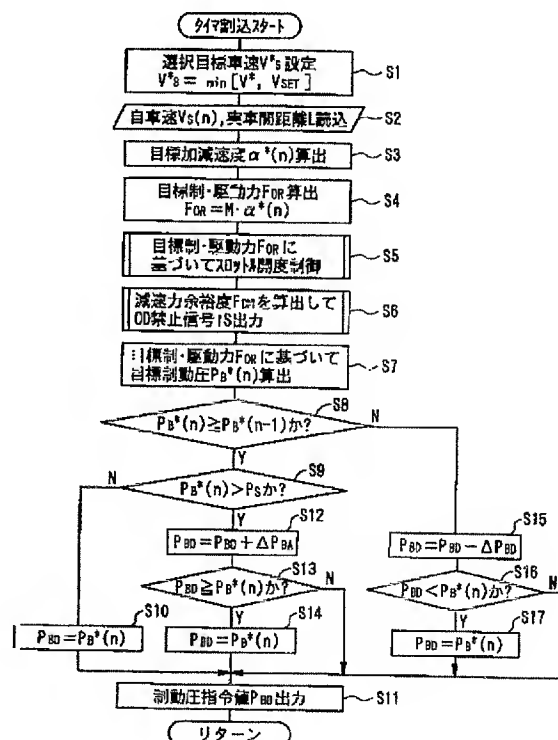 タイマ割込スタート
選択目標車速V*s 設定
V*s = min [V*, VSET]
S1
自車速Vs(n),実車間距離L読込
S2
目標加減速度α*(n)算出
S3
目標制・駆動力FOR 算出
FOR=M・α*(n)
S4
目標制・駆動力FORに
基づいてスロットル開度制御
S5
減速力余裕度を算出して
OD禁止信号IS出力
S6
目標制・駆動力FORに基づいて
目標制動圧PB*(n)算出
S7
PB*(n)≧PB*(n-1)か?
S8
N
Y
PB*(n)>PSか?
S9
N
Y
PBD=PBD+ΔPBA
S12
PBD=PBD-ΔPBD
S15
PBD≧PB*(n)か?
S13
N
Y
PBD<PB*(n)か?
S16
N
Y
PBD=PB*(n)
S10
PBD=PB*(n)
S14
PBD=PB*(n)
S17
制動圧指令値PBD出力
S11
リターン